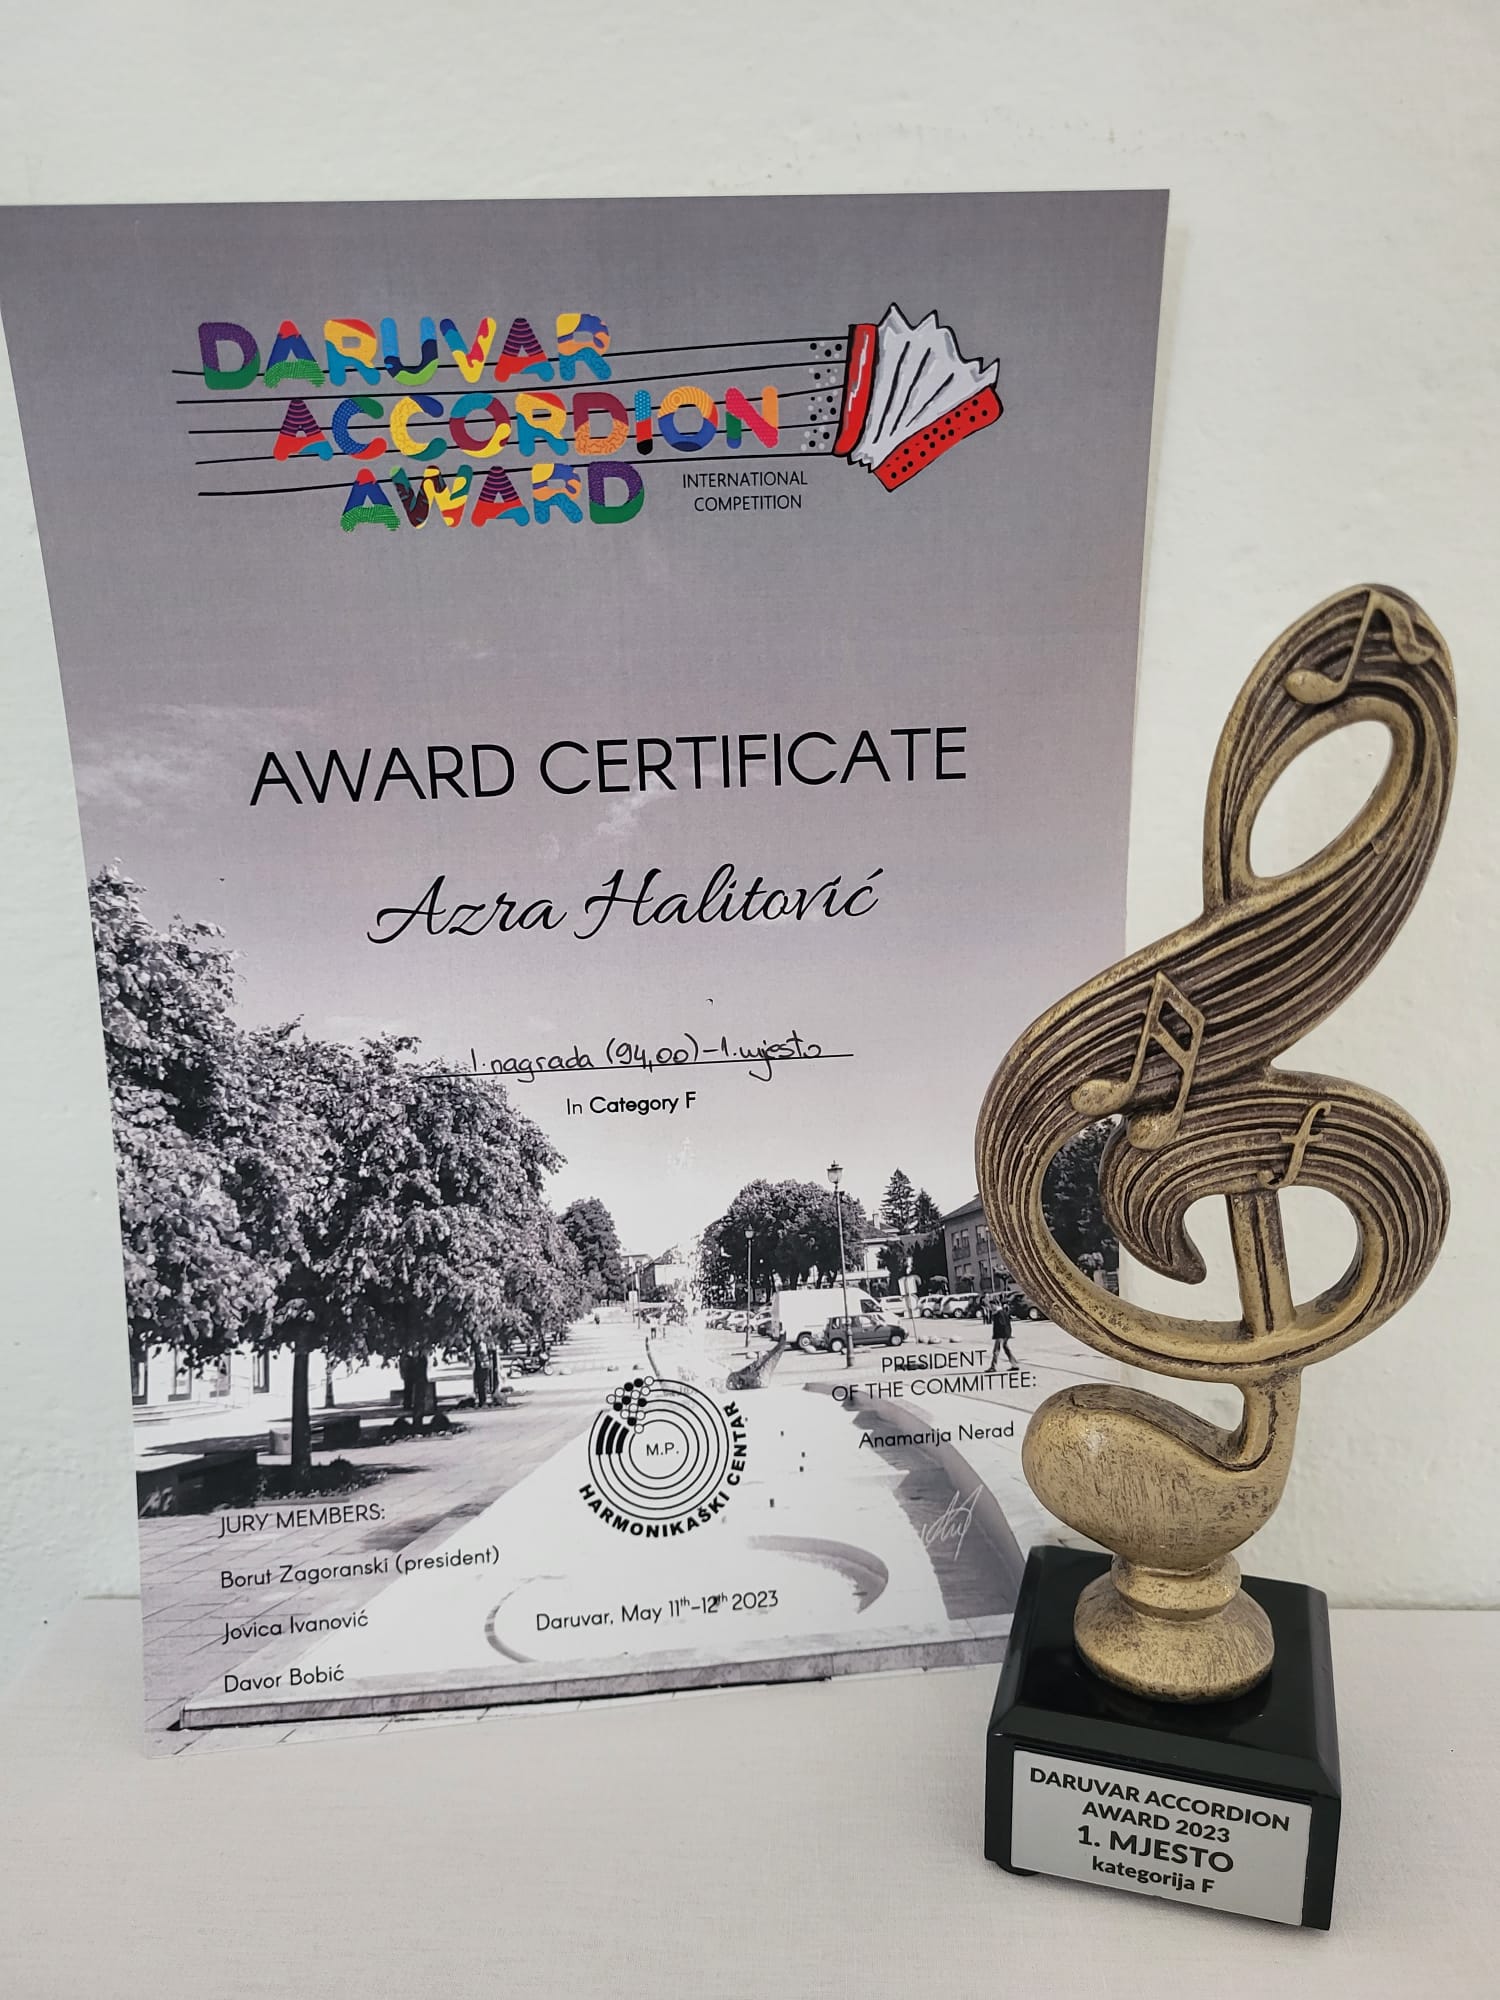 DARUVAR
ACCORDION
AWARD
INTERNATIONAL
COMPETITION
AWARD CERTIFICATE
Azra Halitović
1. nagrada (94,00) – 1. mjesto
In Category F
PRESIDENT
OF THE COMMITTEE:
Anamarija Nerad
M.P.
HARMONIKAŠKI CENTAR
JURY MEMBERS:
Borut Zagoranski (president)
Jovica Ivanović
Davor Bobić
Daruvar, May 11th-12th 2023
DARUVAR ACCORDION
AWARD 2023
1. MJESTO
kategorija F